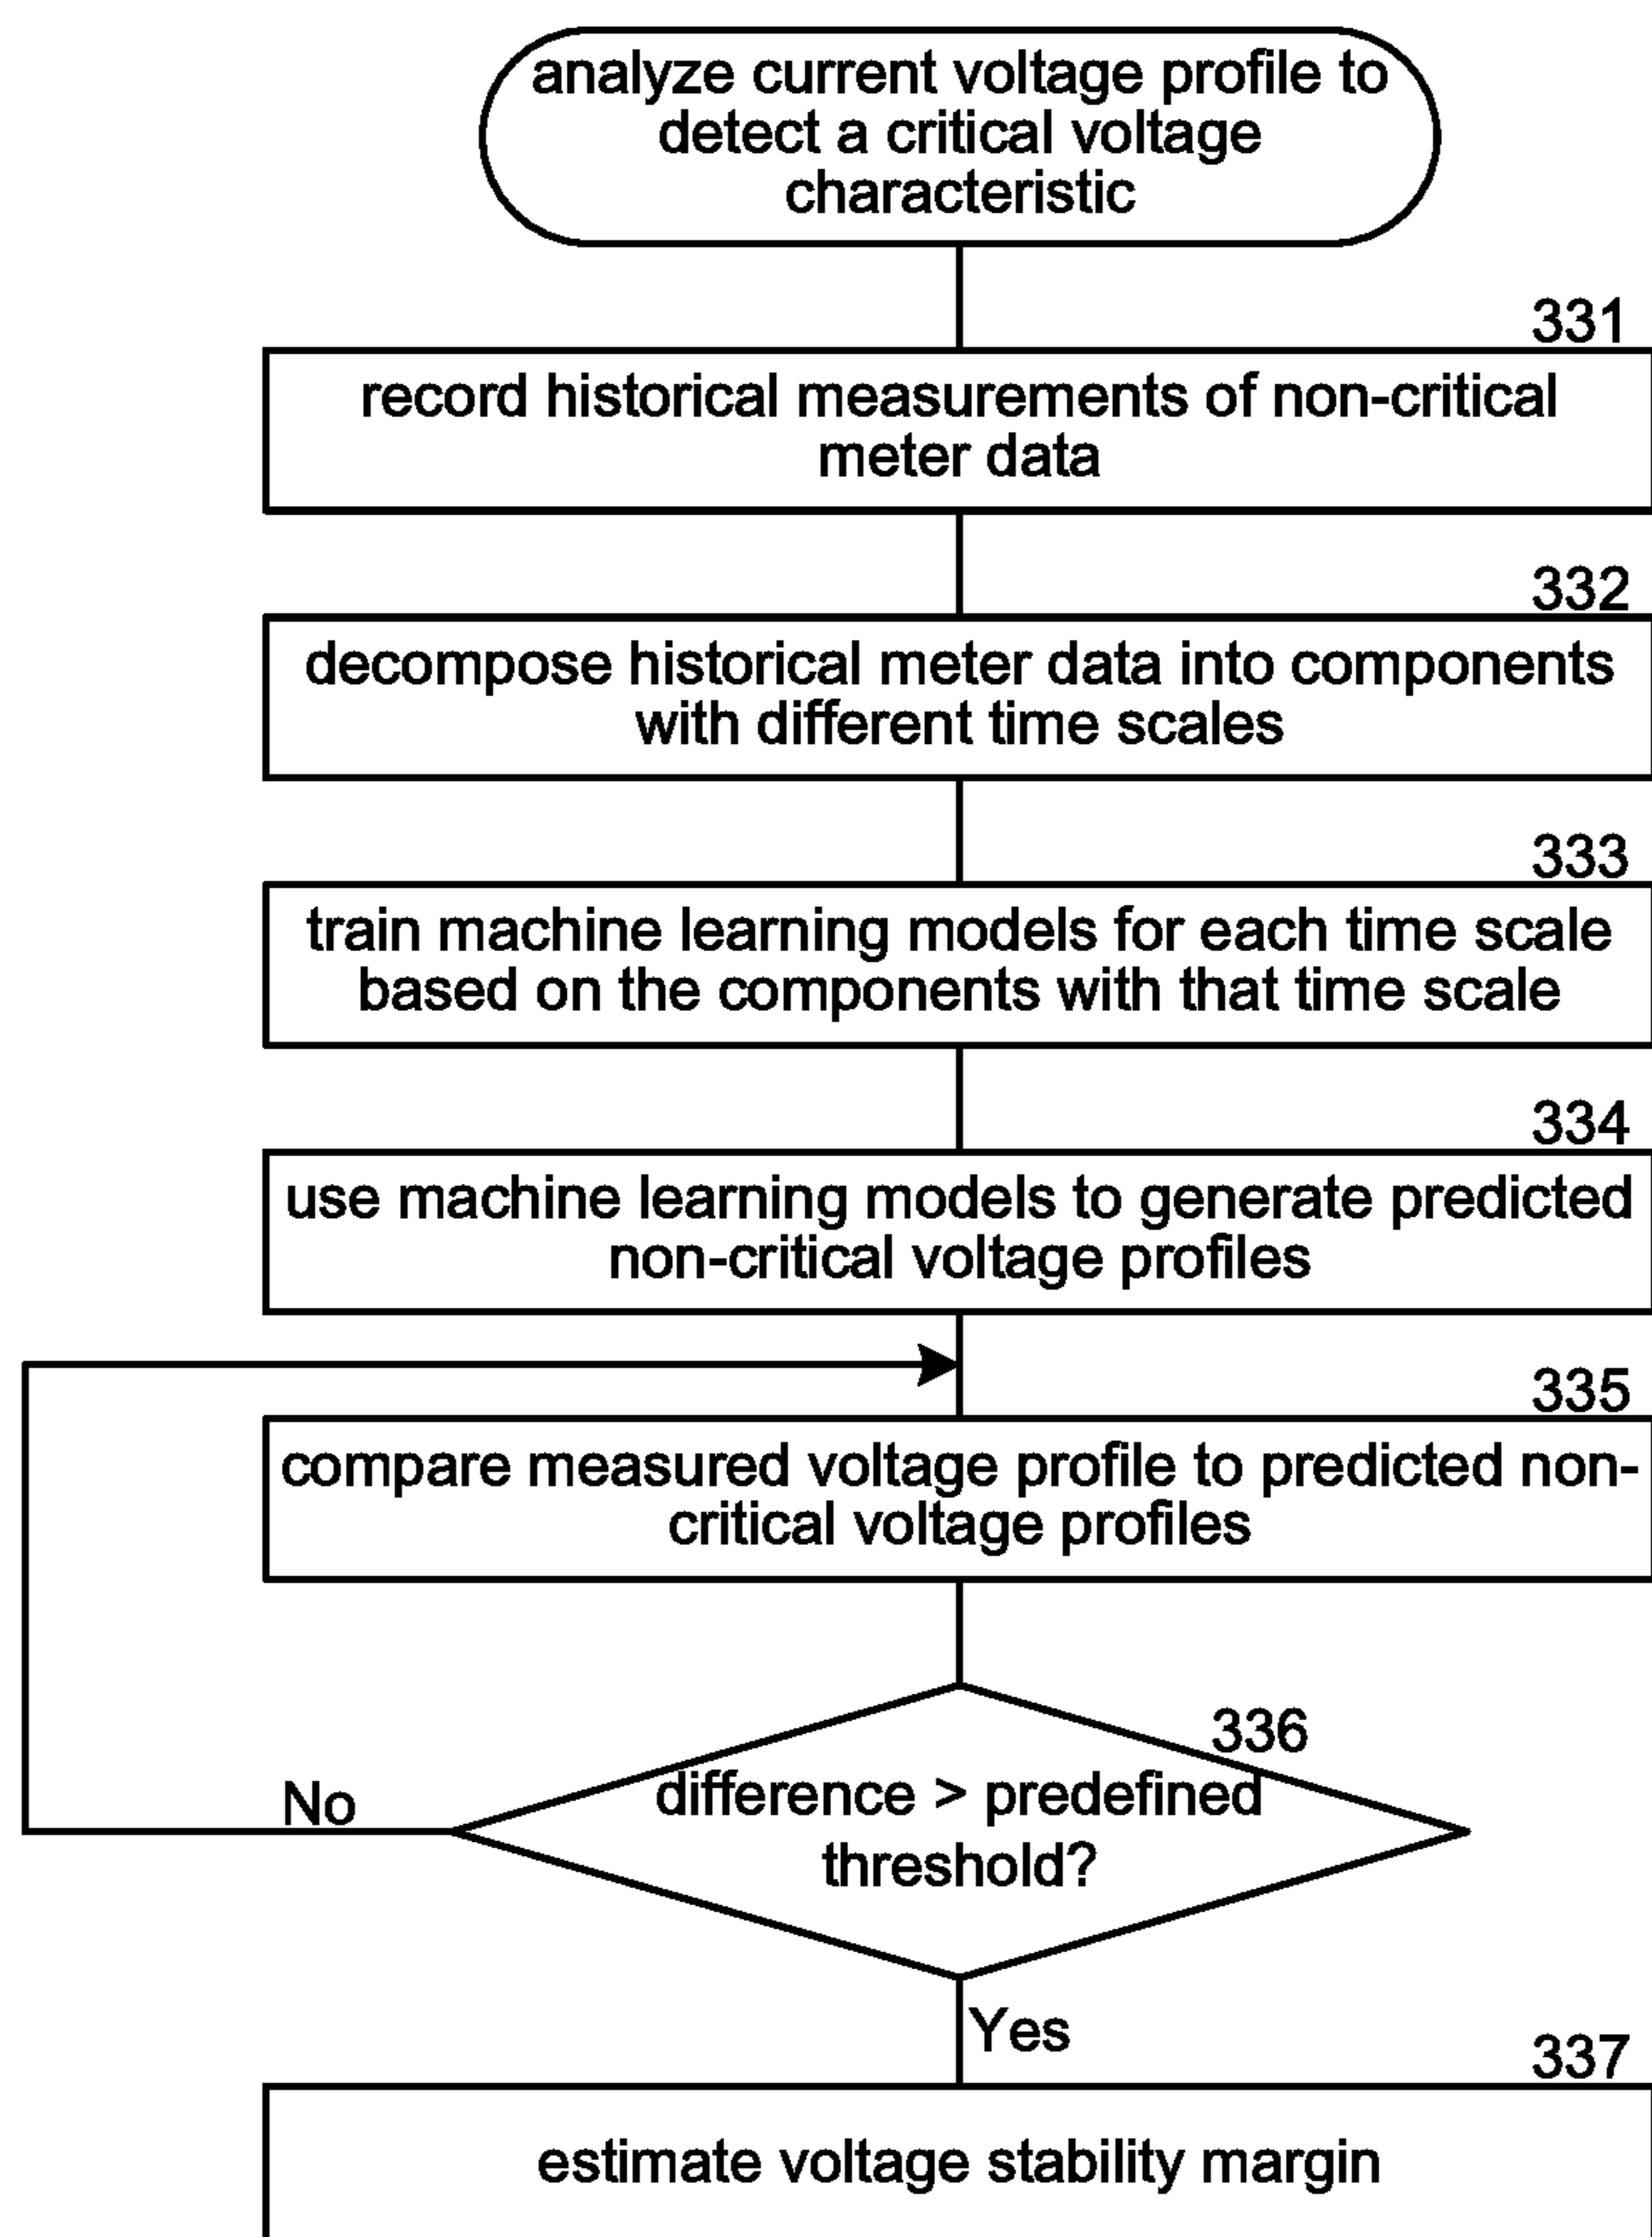 analyze current voltage profile to
detect a critical voltage
characteristic
331
record historical measurements of non-critical
meter data
332
decompose historical meter data into components
with different time scales
333
train machine learning models for each time scale
based on the components with that time scale
334
use machine learning models to generate predicted
non-critical voltage profiles
335
compare measured voltage profile to predicted non-
critical voltage profiles
336
difference > predefined
threshold?
No
Yes
337
estimate voltage stability margin